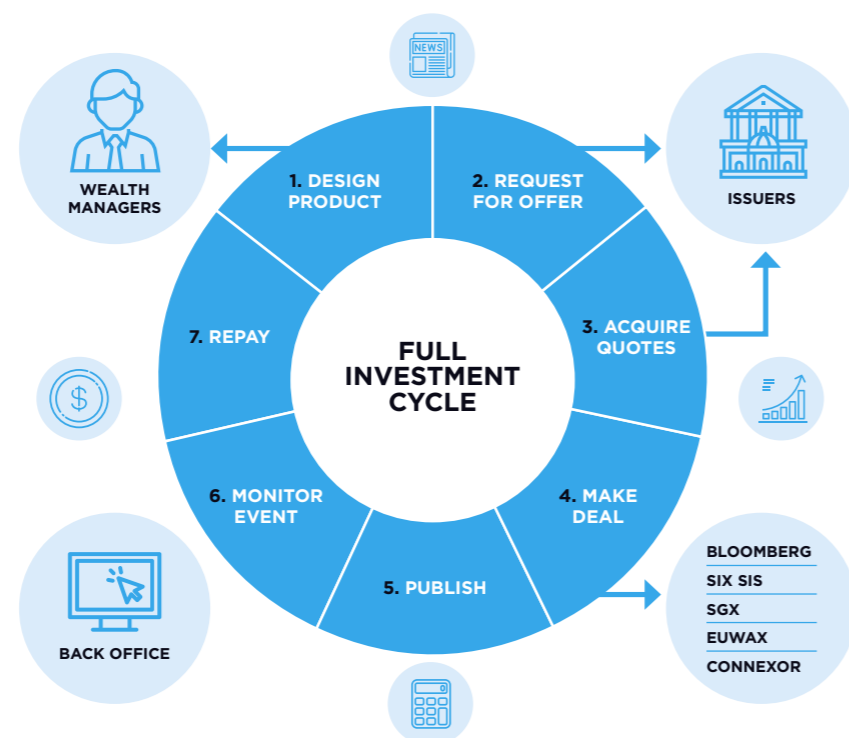 NEWS
WEALTH
MANAGERS
1. DESIGN
PRODUCT
2. REQUEST
FOR OFFER
ISSUERS
7. REPAY
FULL
INVESTMENT
CYCLE
3. ACQUIRE
QUOTES
$
6. MONITOR
EVENT
4. MAKE
DEAL
5. PUBLISH
BACK OFFICE
BLOOMBERG
SIX SIS
SGX
EUWAX
CONNEXOR
0